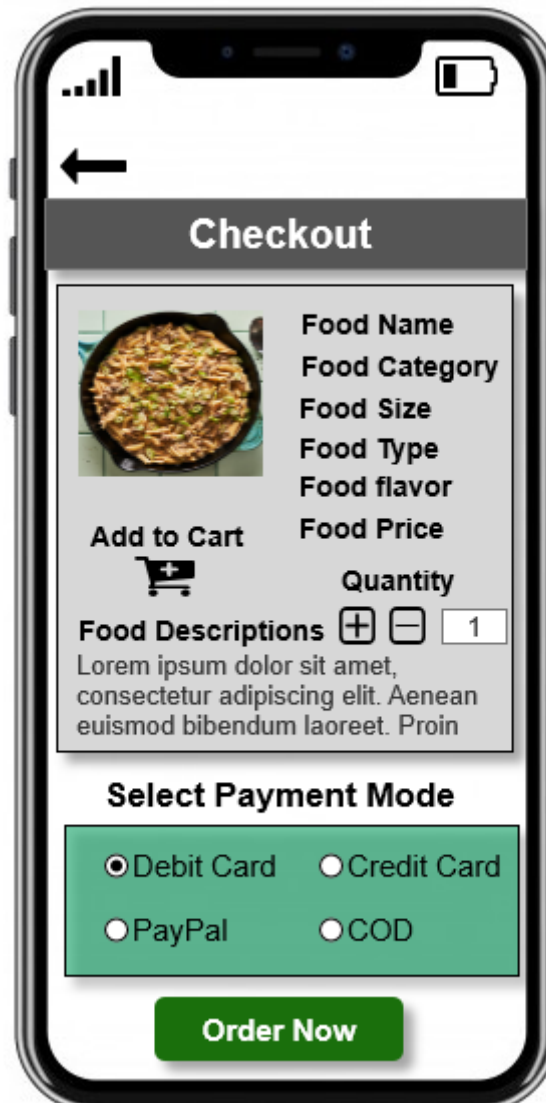 Checkout
Food Name
Food Category
Food Size
Food Type
Food flavor
Food Price
Add to Cart
Quantity
Food Descriptions
1
Lorem ipsum dolor sit amet,
consectetur adipiscing elit. Aenean
euismod bibendum laoreet. Proin
Select Payment Mode
Debit Card
Credit Card
PayPal
COD
Order Now